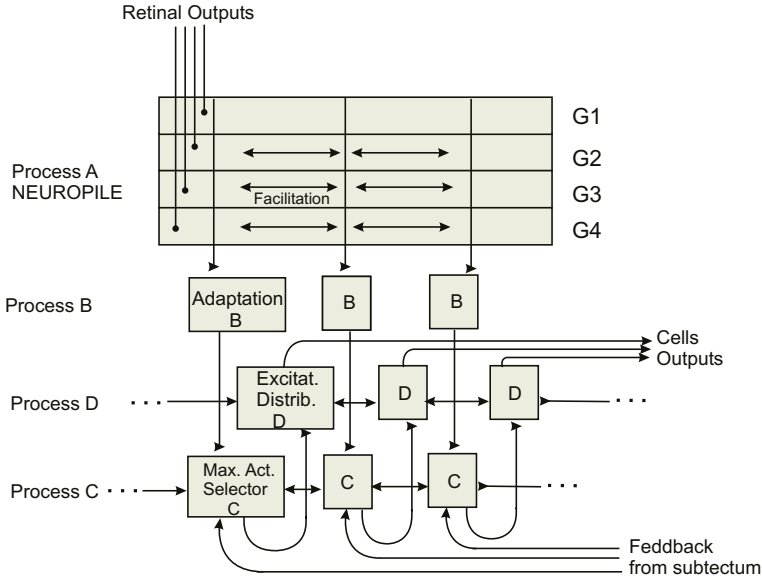 Retinal Outputs
G1
G2
Process A
NEUROPILE
G3
Facilitation
G4
Process B
Adaptation
B
B
B
Cells
Outputs
Process D
. . .
Excitat.
Distrib.
D
D
D
. . .
Process C
. . .
Max. Act.
Selector
C
C
C
. . .
Feddback
from subtectum